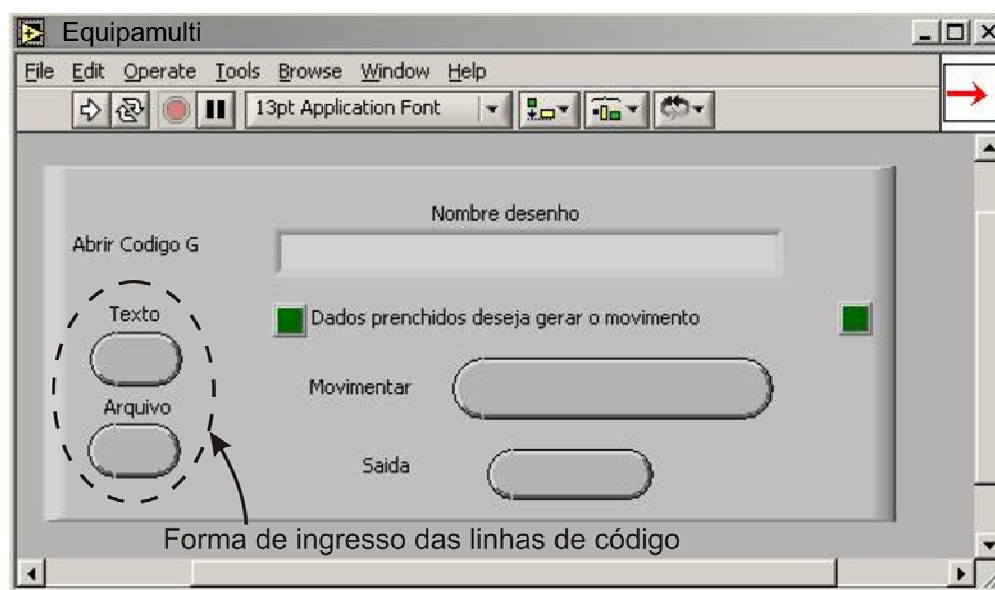 Equipamulti
File Edit Operate Tools Browse Window Help
13pt Application Font
Nombre desenho
Abrir Codigo G
Texto
Dados prenchidos deseja gerar o movimento
Movimentar
Arquivo
Saida
Forma de ingresso das linhas de código